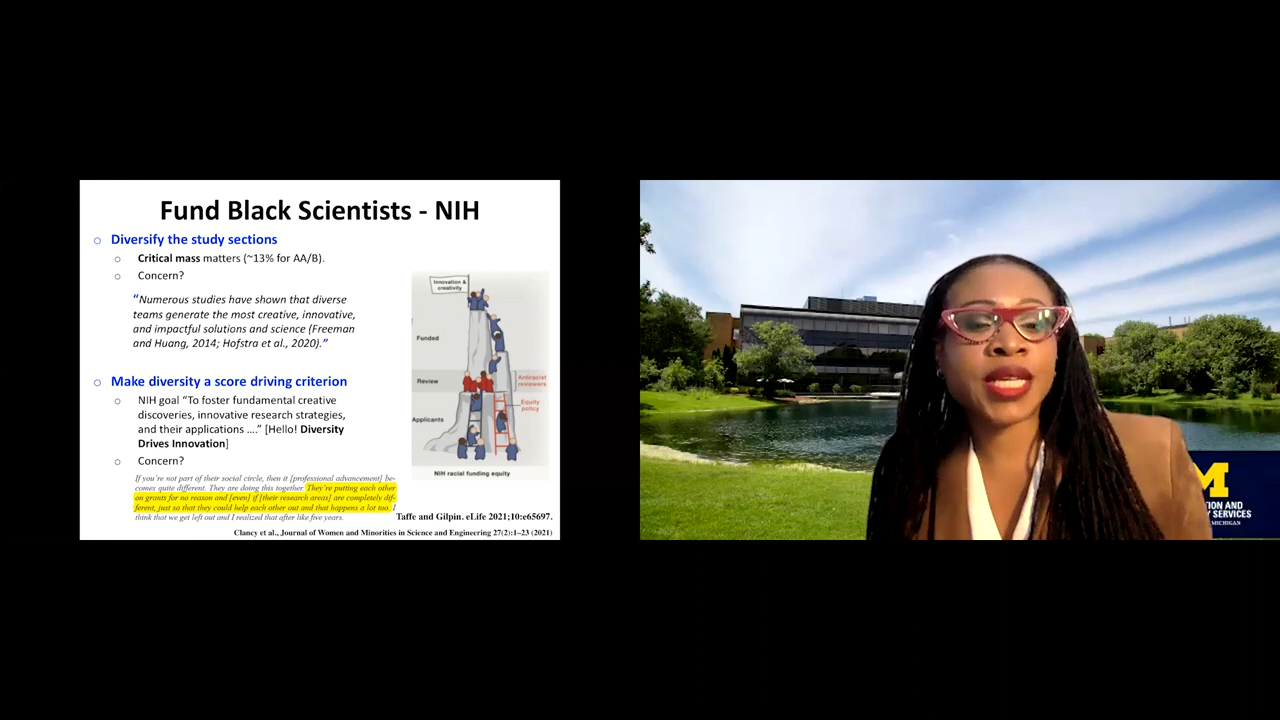 Fund Black Scientists - NIH
Diversify the study sections
Critical mass matters (~13% for AA/B).
Concern?
“Numerous studies have shown that diverse
teams generate the most creative, innovative,
and impactful solutions and science (Freeman
and Huang, 2014; Hofstra et al., 2020).”
Make diversity a score driving criterion
NIH goal “To foster fundamental creative
discoveries, innovative research strategies,
and their applications ....” [Hello! Diversity
Drives Innovation]
Concern?
If you're not part of their social circle, then it [professional advancement] be-
comes quite different. They are doing this together. They're putting each other
on grants for no reason and [even] if [their research areas] are completely dif-
ferent, just so that they could help each other out and that happens a lot too. I
think that we get left out and I realized that after like five years.
Innovation &
creativity
Funded
Review
Antiracist
reviewers
Equity
policy
Applicants
NIH racial funding equity
Taffe and Gilpin. eLife 2021;10:e65697.
Clancy et al., Journal of Women and Minorities in Science and Engineering 27(2):1–23 (2021)
M
ION AND
SERVICES
MICHIGAN